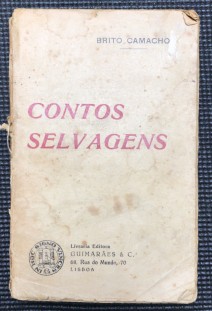 BRITO CAMACHO
CONTOS
SELVAGENS
Livraria Editora
GUIMARÃES & C.ª
68, Rua do Mundo, 70
LISBOA